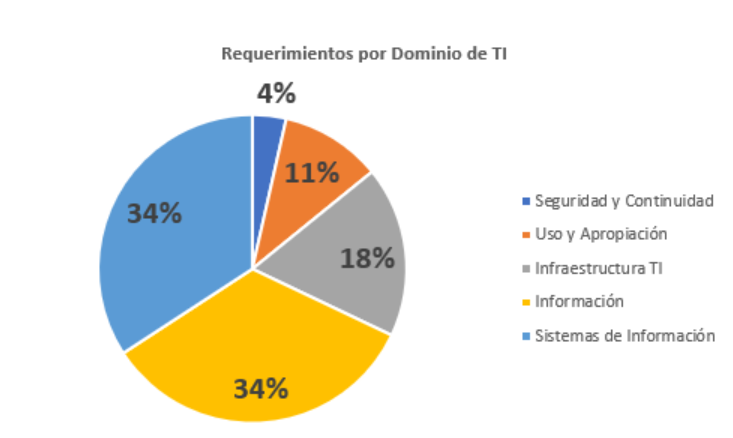 Requerimientos por Dominio de TI
4%
11%
34%
18%
34%
Seguridad y Continuidad
Uso y Apropiación
Infraestructura TI
Información
Sistemas de Información